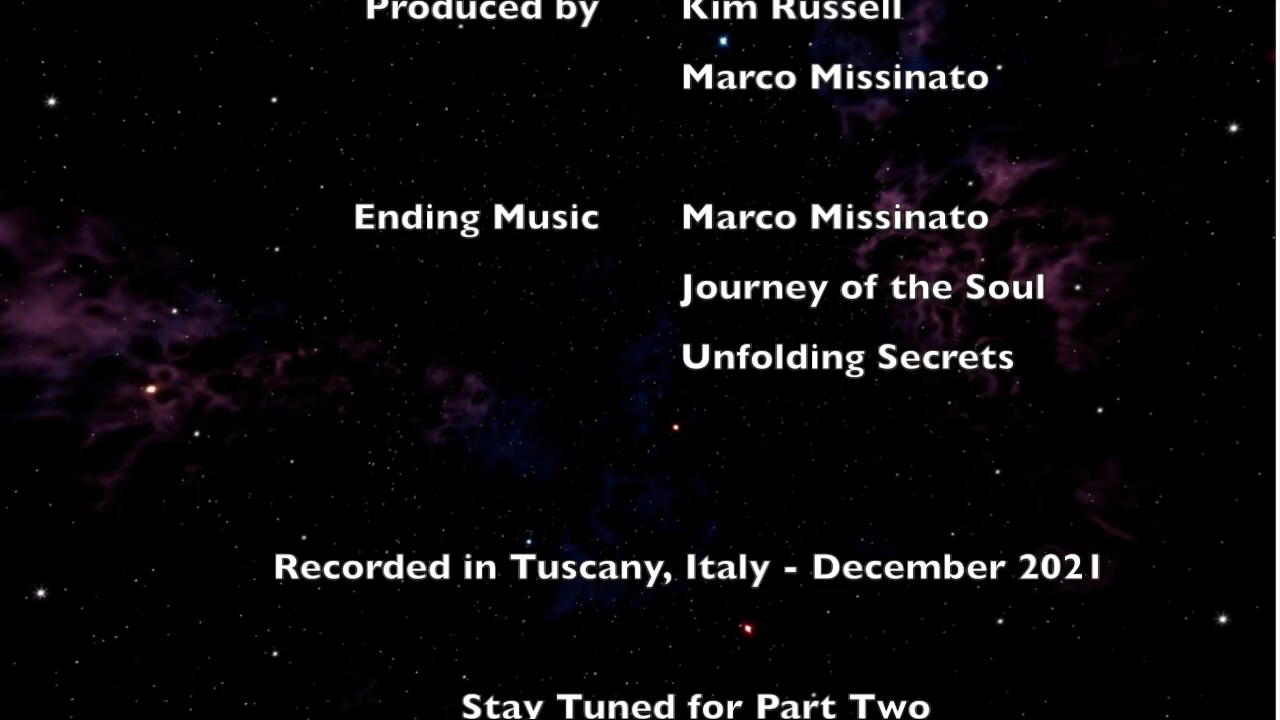 Produced by Kim Russell
Marco Missinato
Ending Music Marco Missinato
Journey of the Soul
Unfolding Secrets
Recorded in Tuscany, Italy - December 2021
Stay Tuned for Part Two